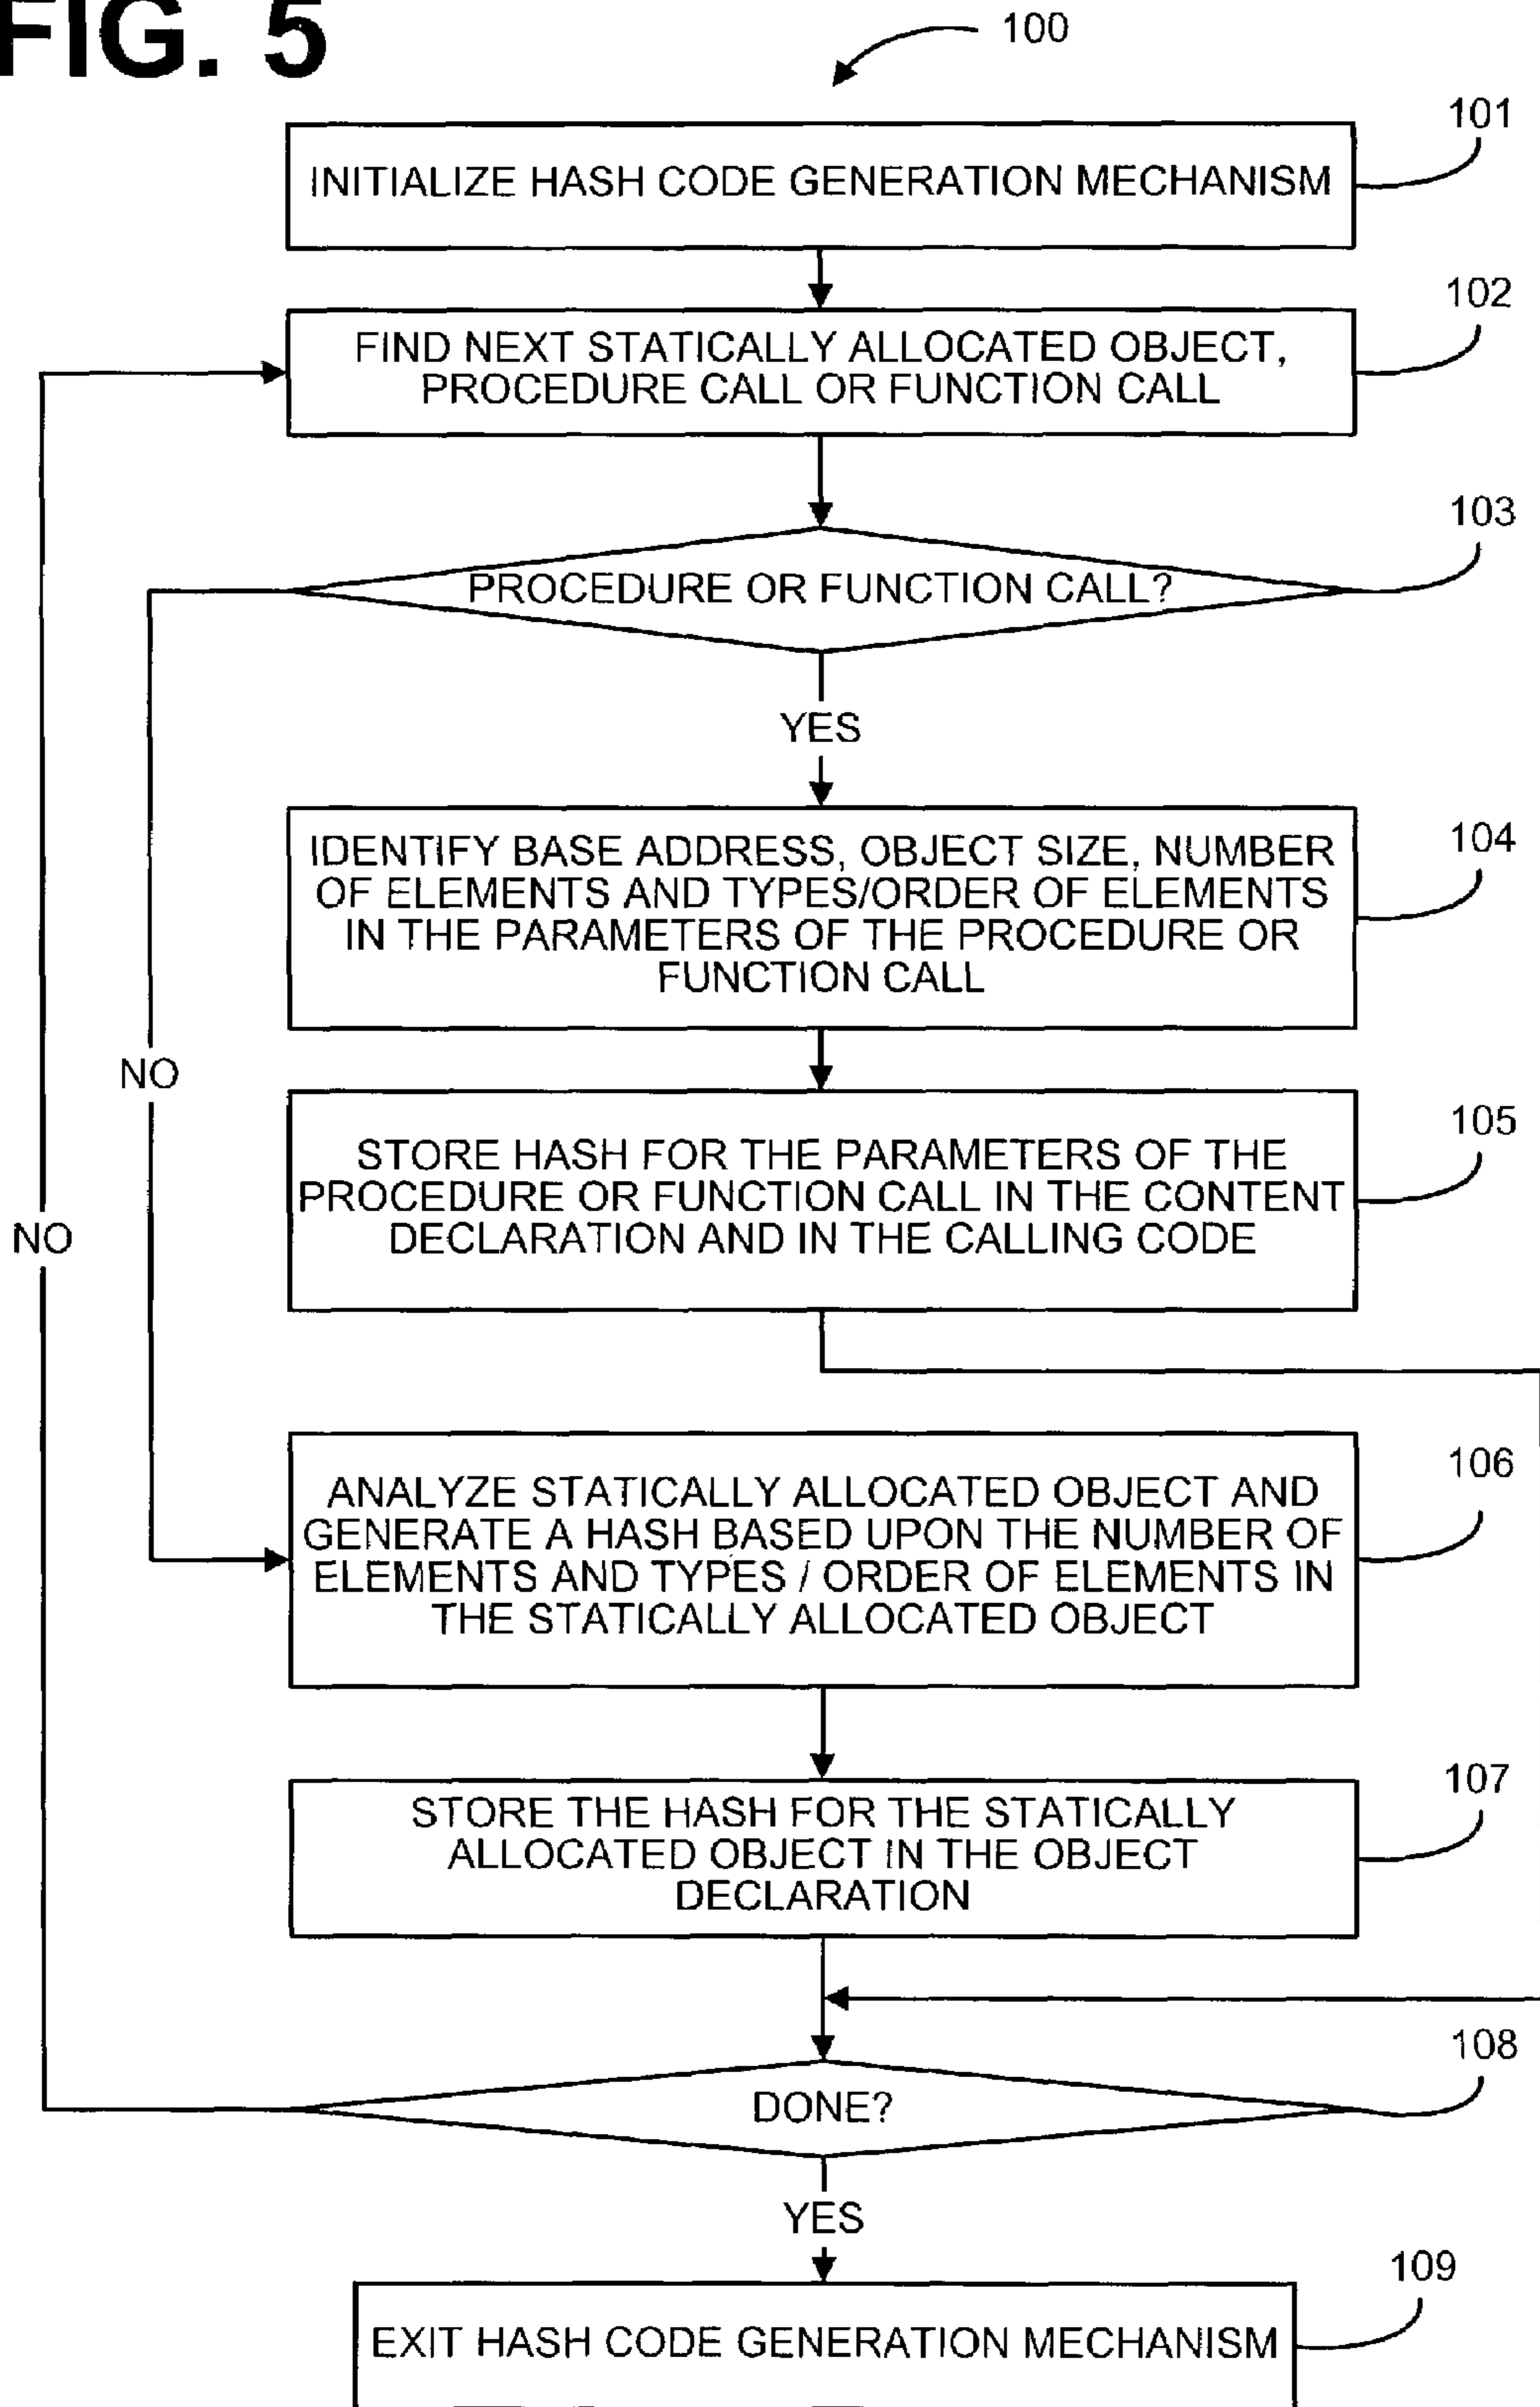 FIG. 5
100
101
INITIALIZE HASH CODE GENERATION MECHANISM
102
FIND NEXT STATICALLY ALLOCATED OBJECT,
PROCEDURE CALL OR FUNCTION CALL
103
PROCEDURE OR FUNCTION CALL?
YES
104
IDENTIFY BASE ADDRESS, OBJECT SIZE, NUMBER
OF ELEMENTS AND TYPES/ORDER OF ELEMENTS
IN THE PARAMETERS OF THE PROCEDURE OR
FUNCTION CALL
NO
105
STORE HASH FOR THE PARAMETERS OF THE
PROCEDURE OR FUNCTION CALL IN THE CONTENT
DECLARATION AND IN THE CALLING CODE
NO
106
ANALYZE STATICALLY ALLOCATED OBJECT AND
GENERATE A HASH BASED UPON THE NUMBER OF
ELEMENTS AND TYPES / ORDER OF ELEMENTS IN
THE STATICALLY ALLOCATED OBJECT
107
STORE THE HASH FOR THE STATICALLY
ALLOCATED OBJECT IN THE OBJECT
DECLARATION
108
DONE?
YES
109
EXIT HASH CODE GENERATION MECHANISM